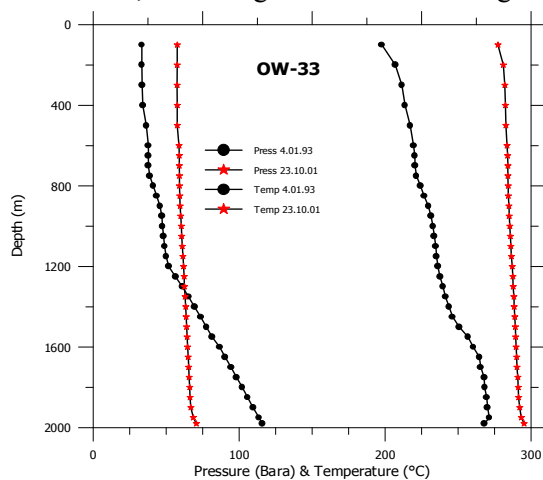 OW-33
0
400
800
1200
1600
2000
Depth (m)
Press 4.01.93
Press 23.10.01
Temp 4.01.93
Temp 23.10.01
0 100 200 300
Pressure (Bara) & Temperature (°C)